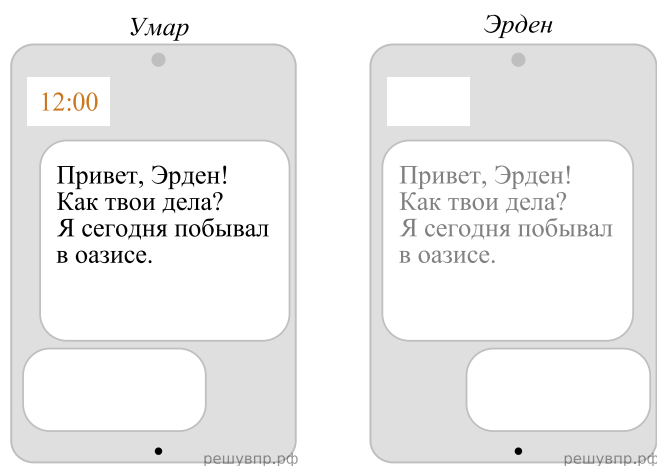 Умар
12:00
Привет, Эрден!
Как твои дела?
Я сегодня побывал
в оазисе.
решувпр.рф
Эрден
Привет, Эрден!
Как твои дела?
Я сегодня побывал
в оазисе.
решувпр.рф